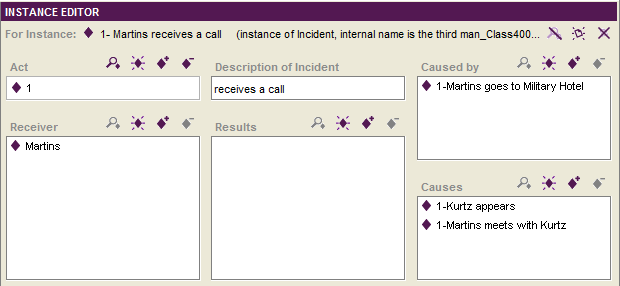 INSTANCE EDITOR
For Instance: 1- Martins receives a call (instance of Incident, internal name is the third man_Class400...
Act
1
Description of Incident
receives a call
Caused by
1-Martins goes to Military Hotel
Receiver
Martins
Results
Causes
1-Kurtz appears
1-Martins meets with Kurtz